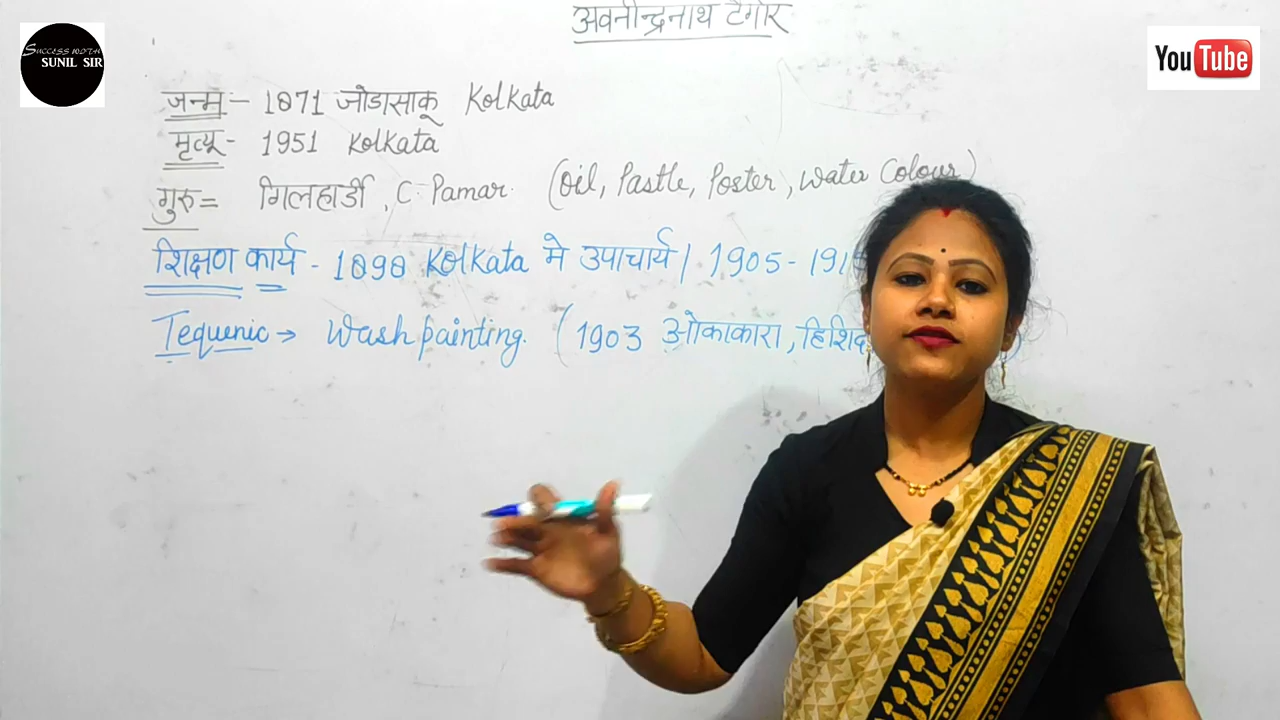 SUCCESS WITH
SUNIL SIR
YouTube
अवनीन्द्रनाथ टैगोर
जन्म - 1871 जोडासाकू Kolkata
मृत्यू - 1951 Kolkata
गुरु = गिलहार्डी, C. Pamar. (Oil, Pastle, Poster, Water Colour)
शिक्षण कार्य - 1898 Kolkata मे उपाचार्य / 1905 - 191
Tequenic → Wash painting. (1903 ओकाकारा, हिशिद